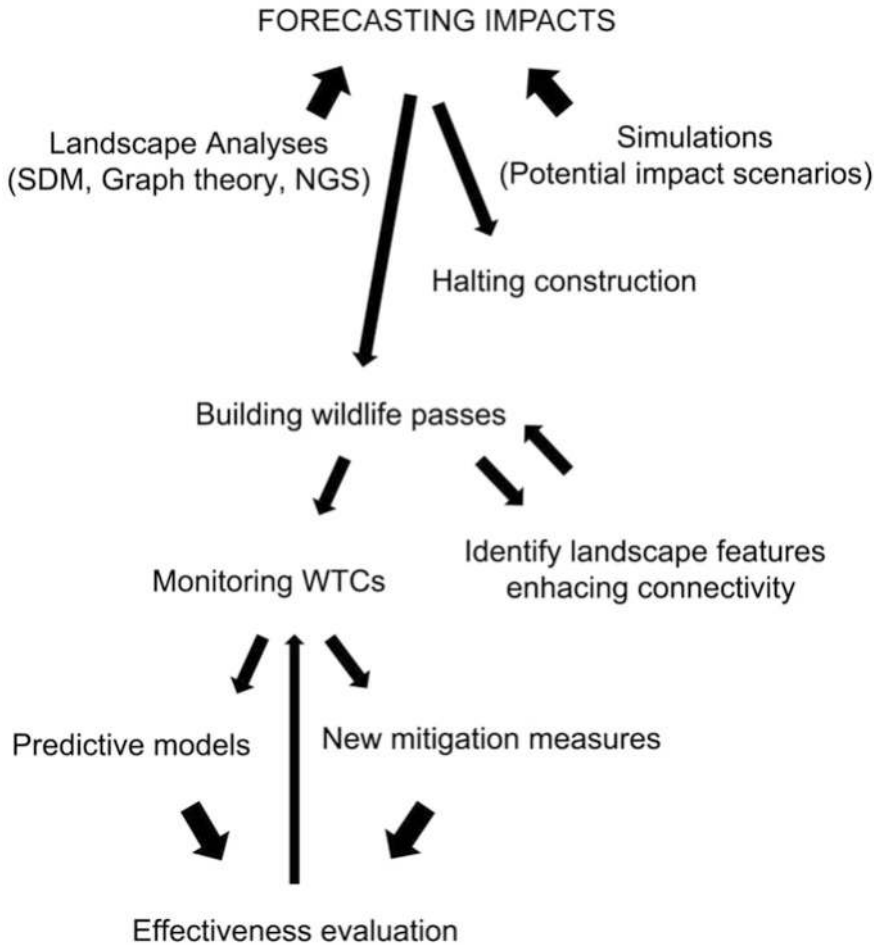 FORECASTING IMPACTS
Landscape Analyses
(SDM, Graph theory, NGS)
Simulations
(Potential impact scenarios)
Halting construction
Building wildlife passes
Identify landscape features
enhacing connectivity
Monitoring WTCs
Predictive models
New mitigation measures
Effectiveness evaluation